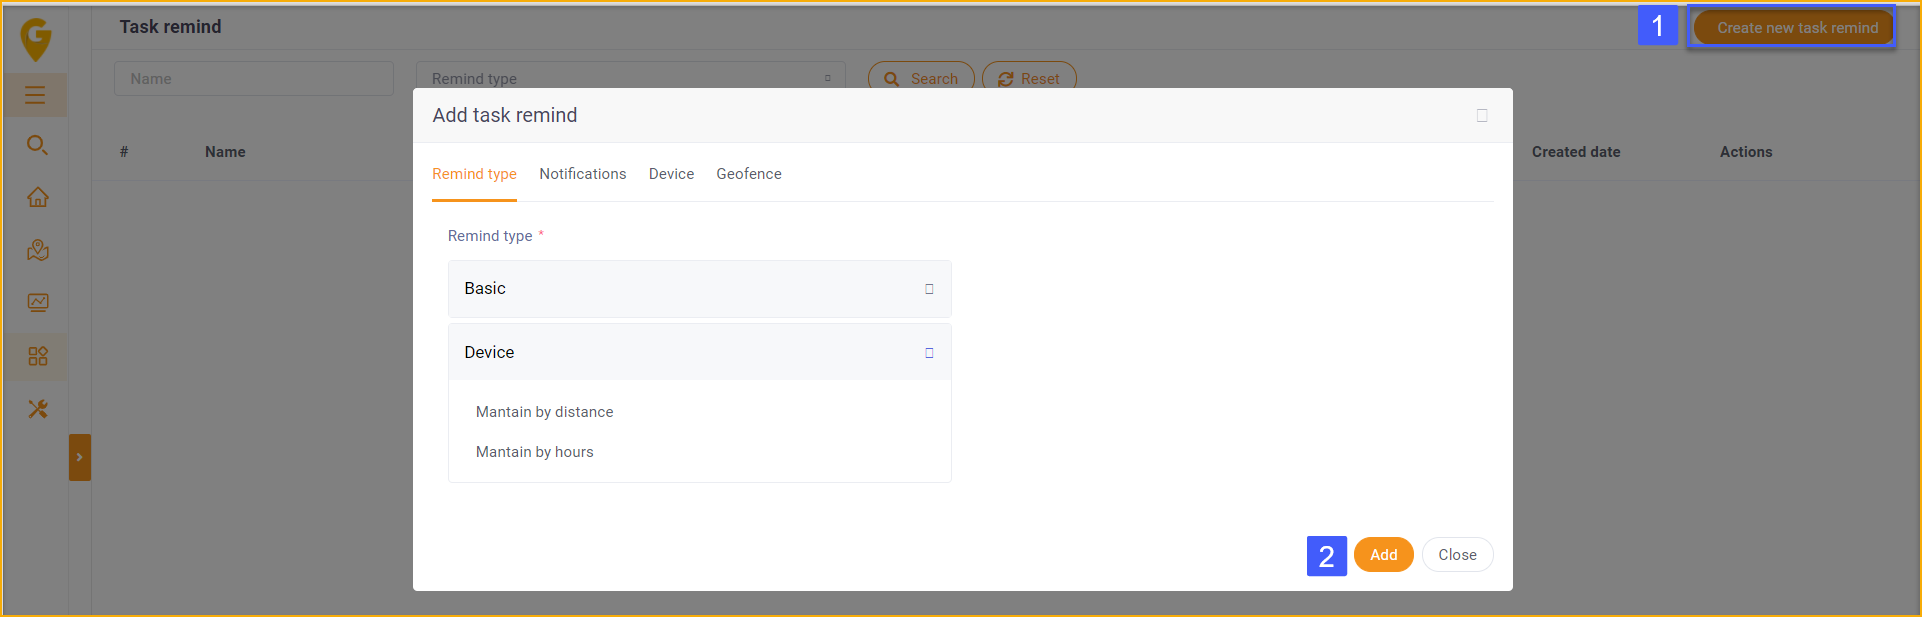 Task remind
1
Create new task remind
Name
Remind type
Search
Reset
Add task remind
# Name
Created date
Actions
Remind type Notifications Device Geofence
Remind type *
Basic
Device
Mantain by distance
Mantain by hours
2
Add
Close